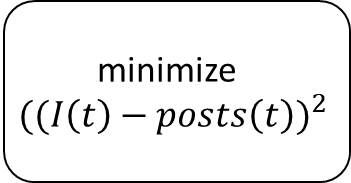 minimize
((I(t) − posts(t))²